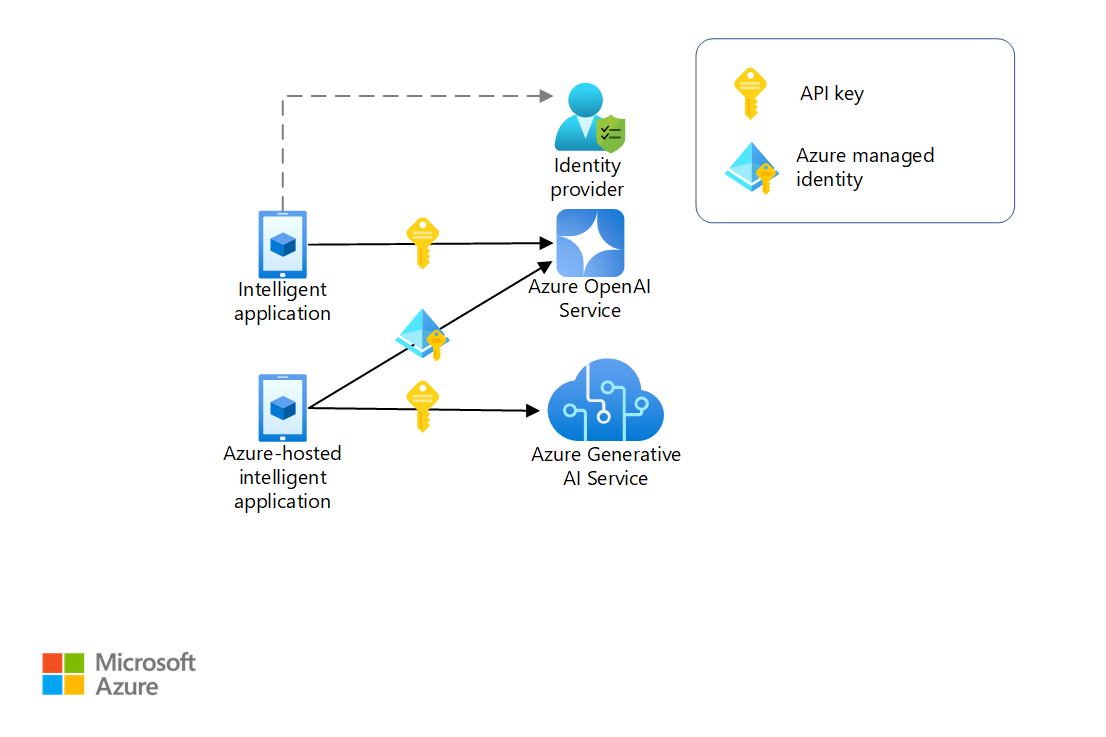 API key
Azure managed
identity
Identity
provider
Intelligent
application
Azure OpenAI
Service
Azure-hosted
intelligent
application
Azure Generative
AI Service
Microsoft
Azure